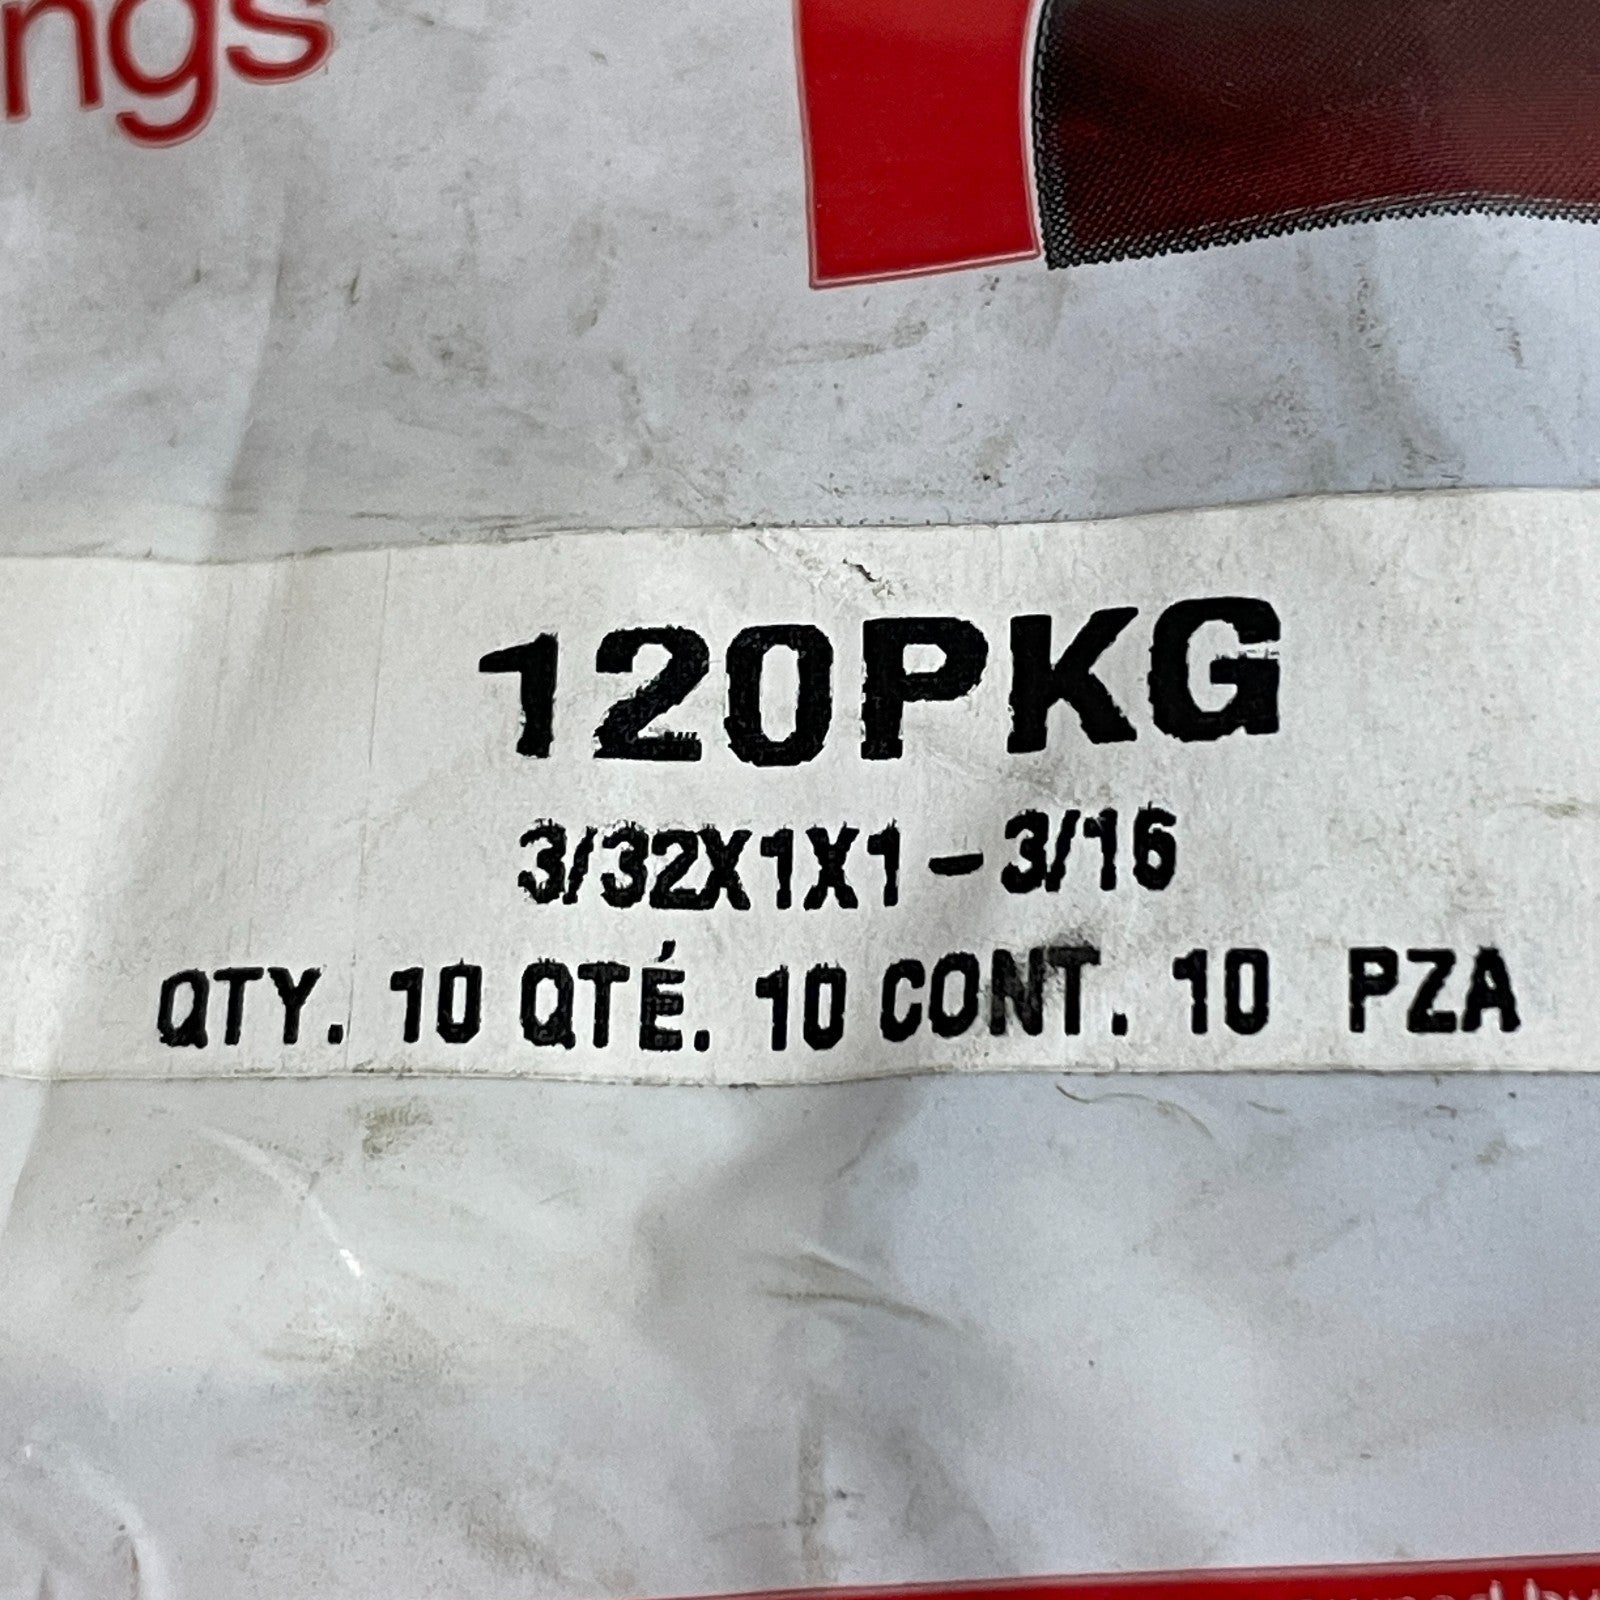 ngs
120PKG
3/32X1X1-3/16
QTY. 10 QTÉ. 10 CONT. 10 PZA